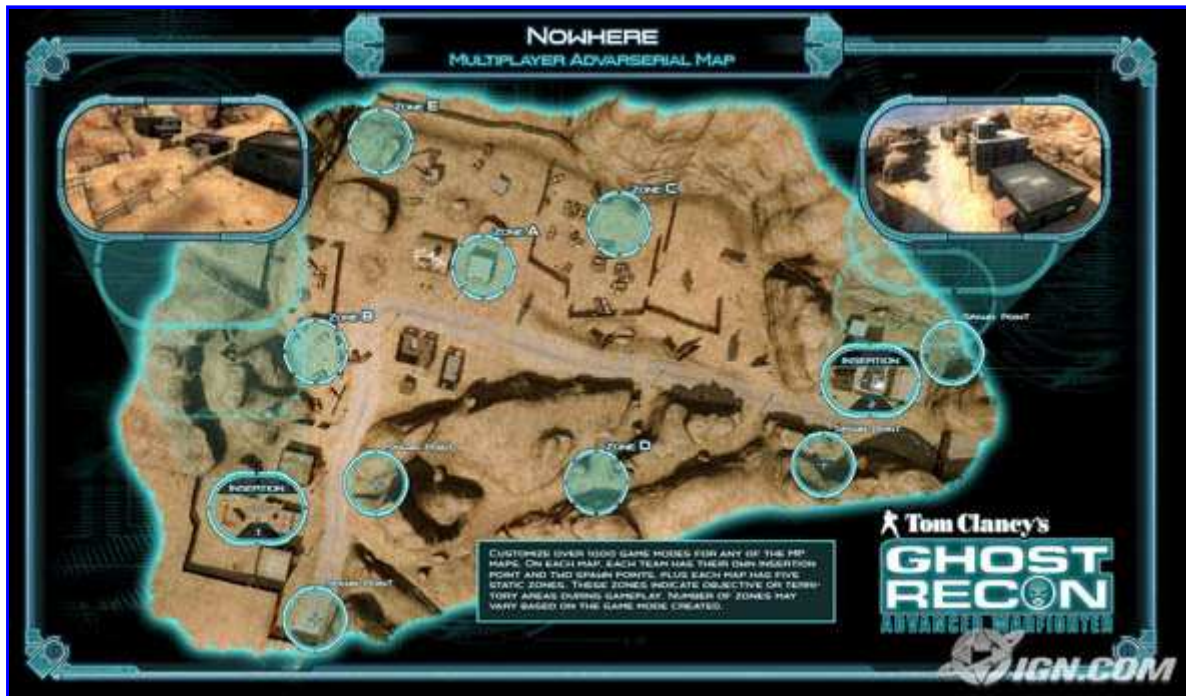 NOWHERE
MULTIPLAYER ADVARSERIAL MAP
ZONE E
ZONE C
ZONE A
ZONE B
SPAWN POINT
INSERTION
2
SPAWN POINT
SPAWN POINT
ZONE D
INSERTION
1
SPAWN POINT
CUSTOMIZE OVER 1000 GAME MODES FOR ANY OF THE MP
MAPS. ON EACH MAP, EACH TEAM HAS THEIR OWN INSERTION
POINT AND TWO SPAWN POINTS, PLUS EACH MAP HAS FIVE
STATIC ZONES. THESE ZONES INDICATE OBJECTIVE OR TERRI-
TORY AREAS DURING GAMEPLAY. NUMBER OF ZONES MAY
VARY BASED ON THE GAME MODE CREATED.
Tom Clancy's
GHOST
RECON
ADVANCED WARFIGHTER
IGN.COM